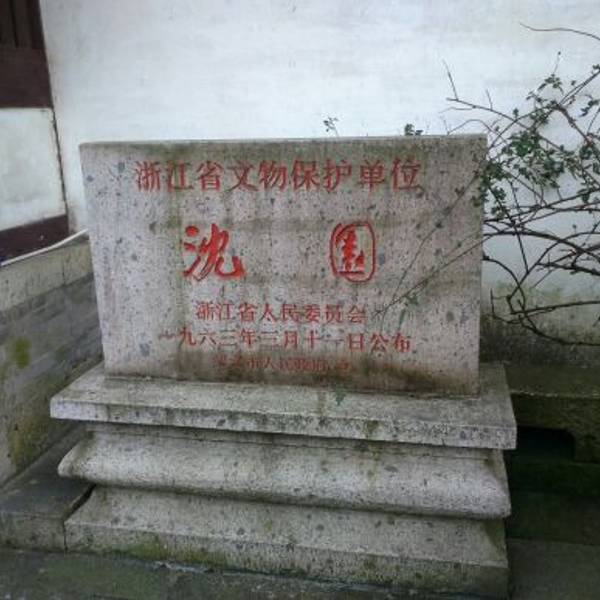 浙江省文物保护单位
沈园
浙江省人民委员会
一九六三年三月十一日公布